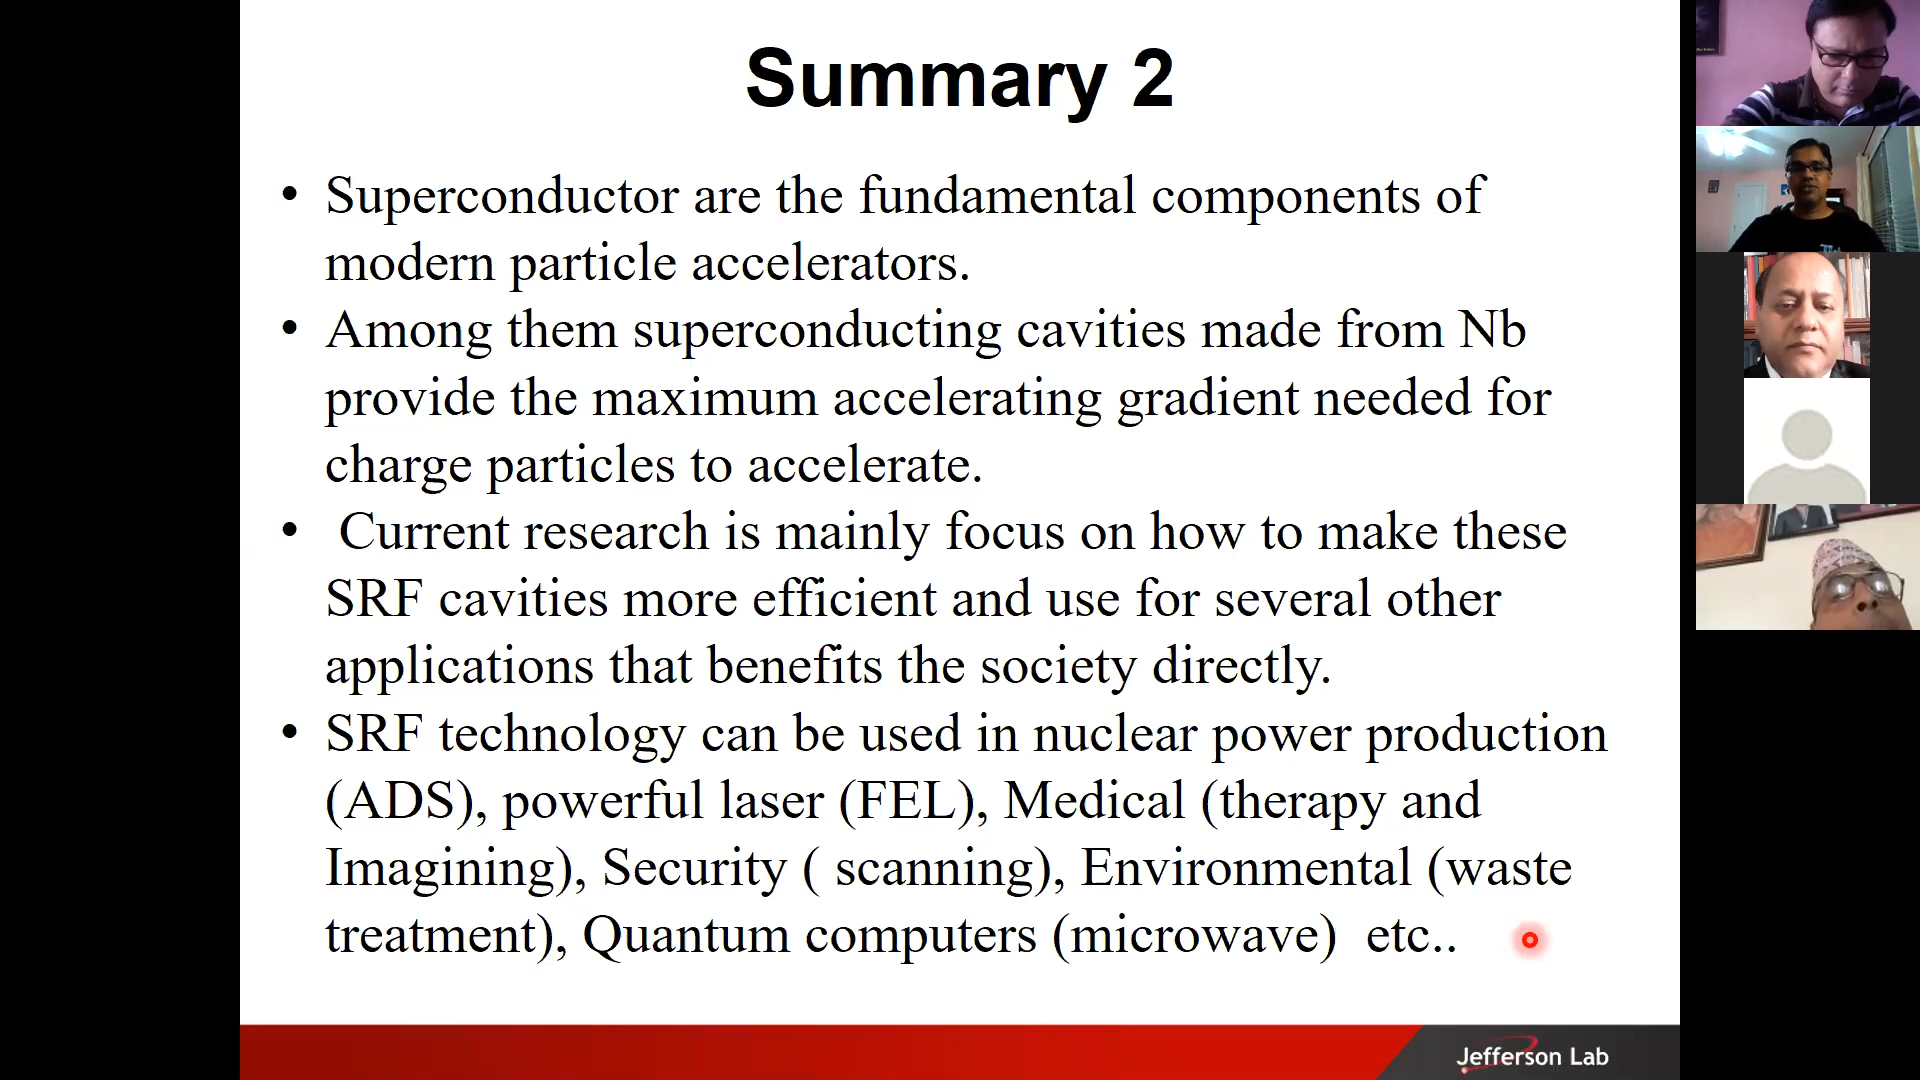 Summary 2
• Superconductor are the fundamental components of
modern particle accelerators.
• Among them superconducting cavities made from Nb
provide the maximum accelerating gradient needed for
charge particles to accelerate.
• Current research is mainly focus on how to make these
SRF cavities more efficient and use for several other
applications that benefits the society directly.
• SRF technology can be used in nuclear power production
(ADS), powerful laser (FEL), Medical (therapy and
Imagining), Security ( scanning), Environmental (waste
treatment), Quantum computers (microwave) etc..
Jefferson Lab